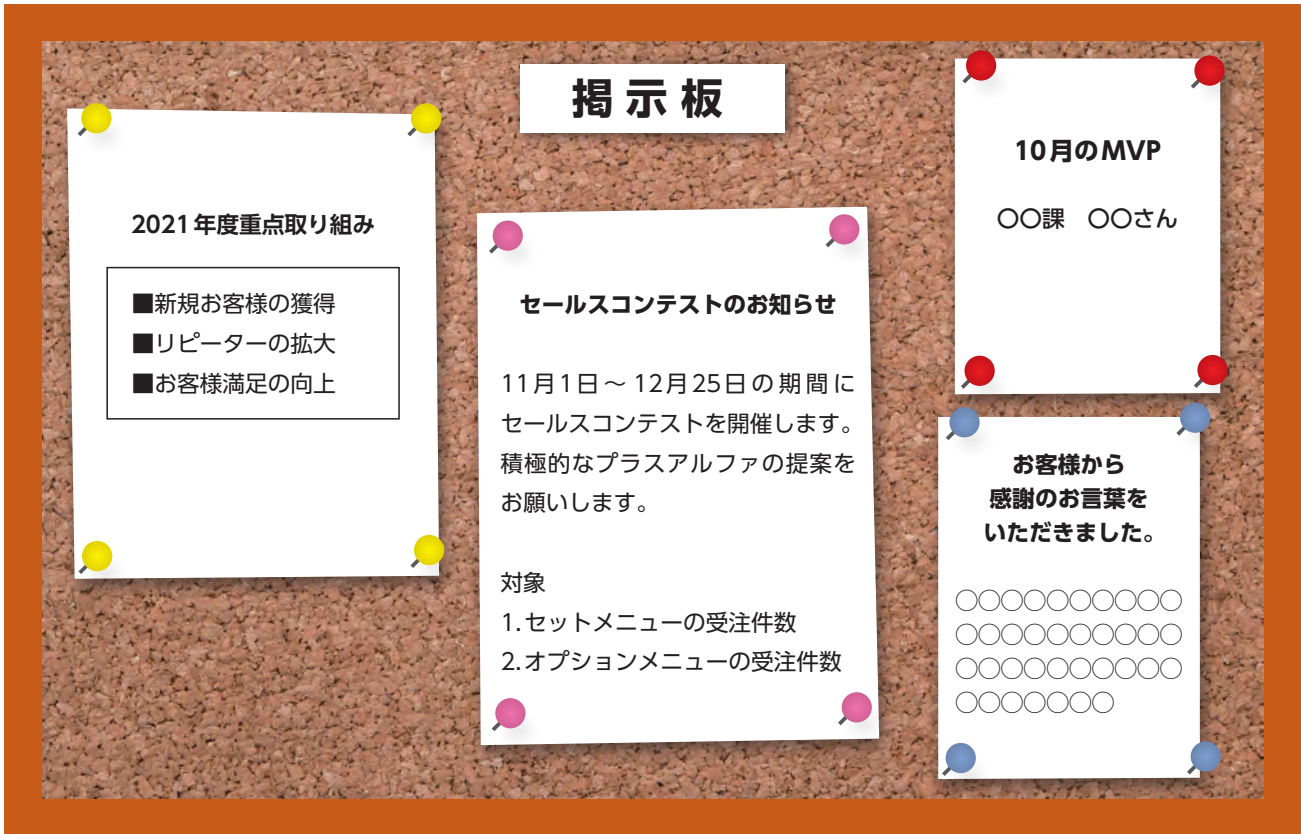 掲示板
2021年度重点取り組み
■新規お客様の獲得
■リピーターの拡大
■お客様満足の向上
セールスコンテストのお知らせ
11月1日～12月25日の期間に
セールスコンテストを開催します。
積極的なプラスアルファの提案を
お願いします。
対象
1.セットメニューの受注件数
2.オプションメニューの受注件数
10月のMVP
〇〇課　〇〇さん
お客様から
感謝のお言葉を
いただきました。
○○○○○○○○○○
○○○○○○○○○○
○○○○○○○○○○
○○○○○○○